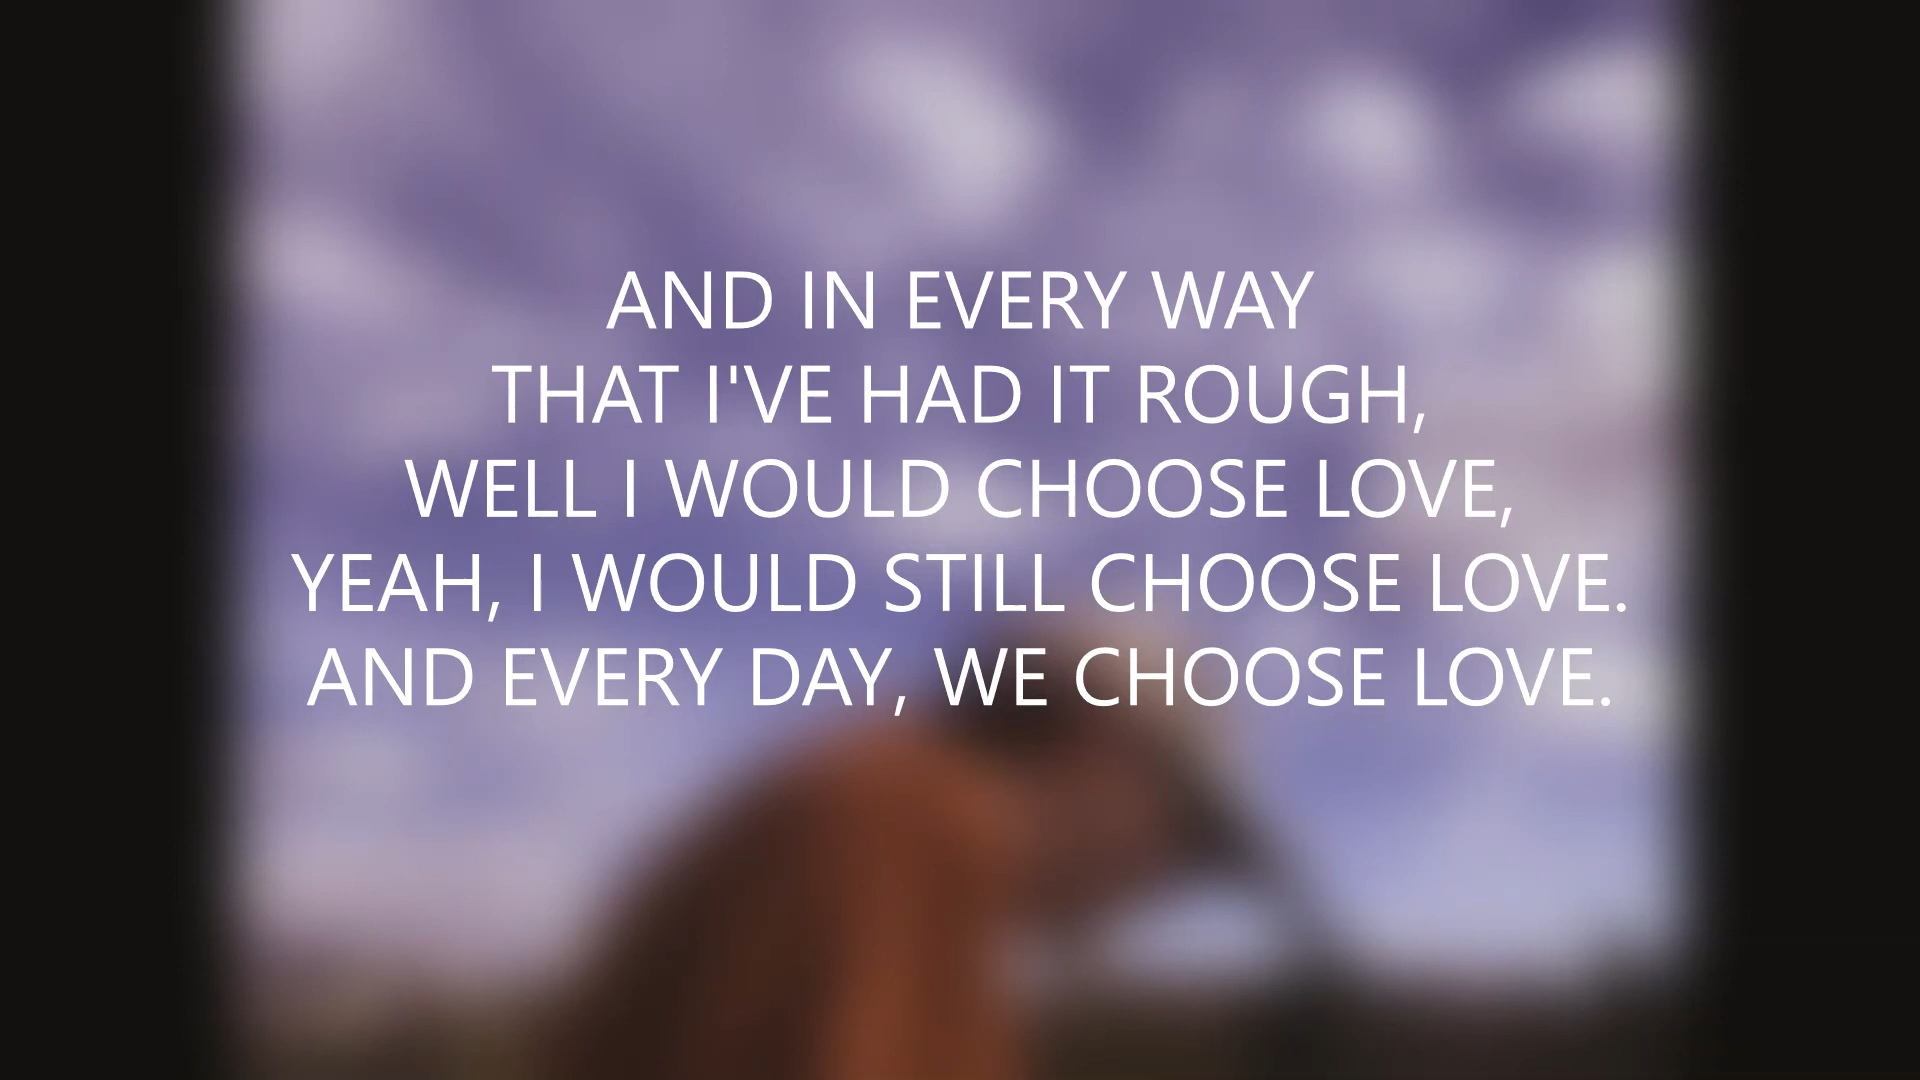 AND IN EVERY WAY
THAT I'VE HAD IT ROUGH,
WELL I WOULD CHOOSE LOVE,
YEAH, I WOULD STILL CHOOSE LOVE.
AND EVERY DAY, WE CHOOSE LOVE.